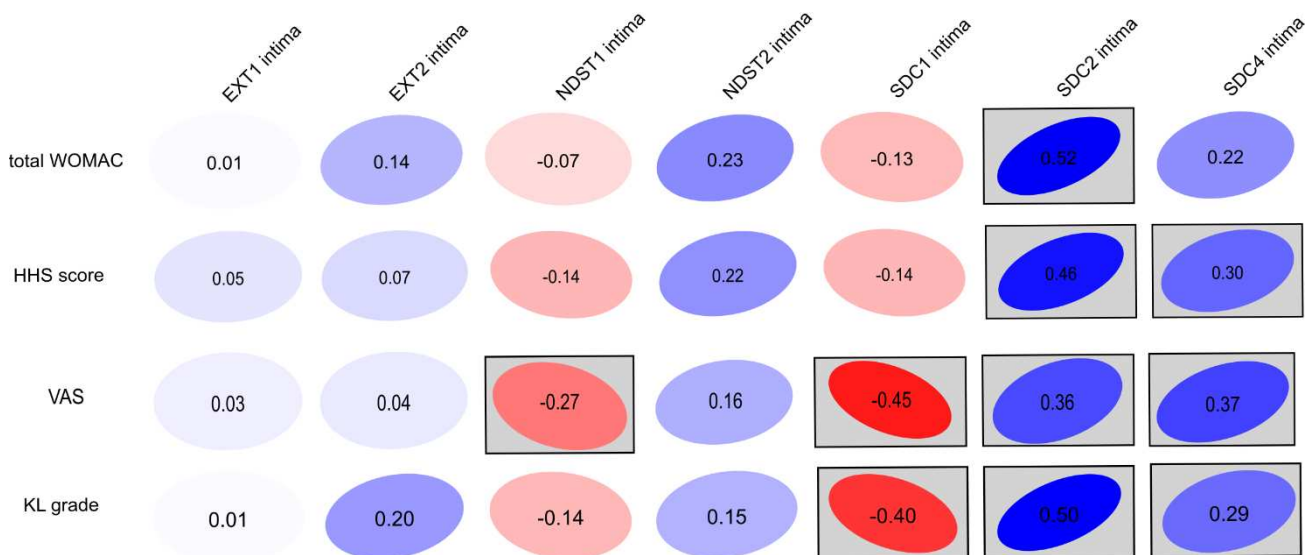 EXT1 intima EXT2 intima NDST1 intima NDST2 intima SDC1 intima SDC2 intima SDC4 intima
total WOMAC 0.01 0.14 -0.07 0.23 -0.13 0.52 0.22
HHS score 0.05 0.07 -0.14 0.22 -0.14 0.46 0.30
VAS 0.03 0.04 -0.27 0.16 -0.45 0.36 0.37
KL grade 0.01 0.20 -0.14 0.15 -0.40 0.50 0.29